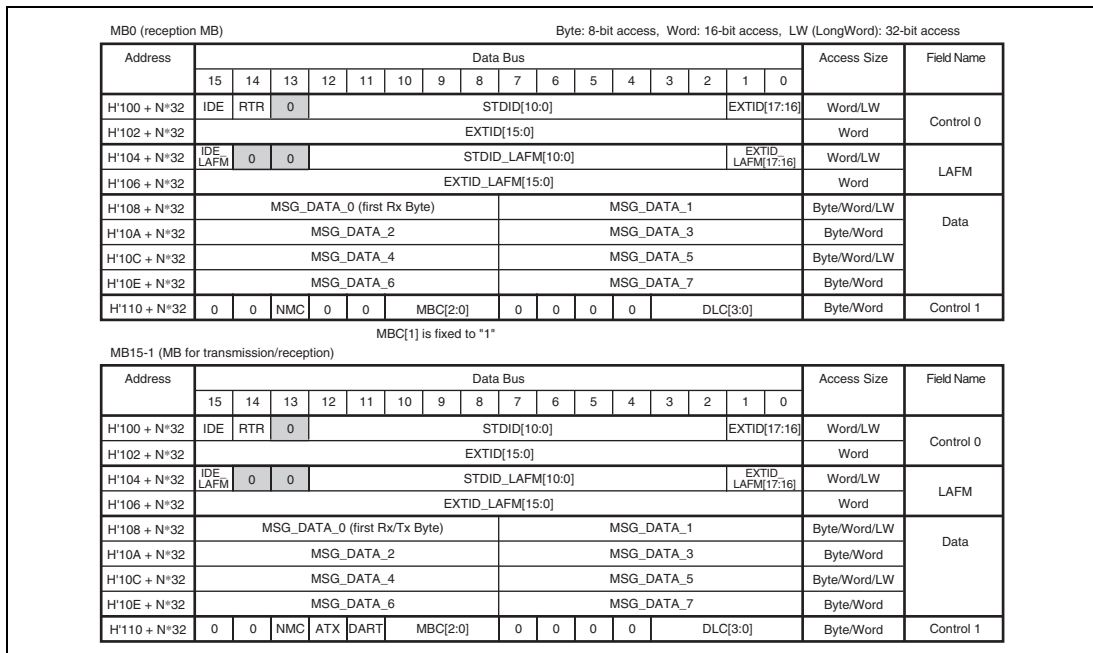 MB0 (reception MB) Byte: 8-bit access, Word: 16-bit access, LW (LongWord): 32-bit access
Address Data Bus Access Size Field Name
15 14 13 12 11 10 9 8 7 6 5 4 3 2 1 0
H'100 + N*32 IDE RTR 0 STDID[10:0] EXTID[17:16] Word/LW Control 0
H'102 + N*32 EXTID[15:0] Word
H'104 + N*32 IDE_LAFM 0 0 STDID_LAFM[10:0] EXTID_LAFM[17:16] Word/LW LAFM
H'106 + N*32 EXTID_LAFM[15:0] Word
H'108 + N*32 MSG_DATA_0 (first Rx Byte) MSG_DATA_1 Byte/Word/LW Data
H'10A + N*32 MSG_DATA_2 MSG_DATA_3 Byte/Word
H'10C + N*32 MSG_DATA_4 MSG_DATA_5 Byte/Word/LW
H'10E + N*32 MSG_DATA_6 MSG_DATA_7 Byte/Word
H'110 + N*32 0 0 NMC 0 0 MBC[2:0] 0 0 0 0 DLC[3:0] Byte/Word Control 1
MBC[1] is fixed to "1"
MB15-1 (MB for transmission/reception)
Address Data Bus Access Size Field Name
15 14 13 12 11 10 9 8 7 6 5 4 3 2 1 0
H'100 + N*32 IDE RTR 0 STDID[10:0] EXTID[17:16] Word/LW Control 0
H'102 + N*32 EXTID[15:0] Word
H'104 + N*32 IDE_LAFM 0 0 STDID_LAFM[10:0] EXTID_LAFM[17:16] Word/LW LAFM
H'106 + N*32 EXTID_LAFM[15:0] Word
H'108 + N*32 MSG_DATA_0 (first Rx/Tx Byte) MSG_DATA_1 Byte/Word/LW Data
H'10A + N*32 MSG_DATA_2 MSG_DATA_3 Byte/Word
H'10C + N*32 MSG_DATA_4 MSG_DATA_5 Byte/Word/LW
H'10E + N*32 MSG_DATA_6 MSG_DATA_7 Byte/Word
H'110 + N*32 0 0 NMC ATX DART MBC[2:0] 0 0 0 0 DLC[3:0] Byte/Word Control 1